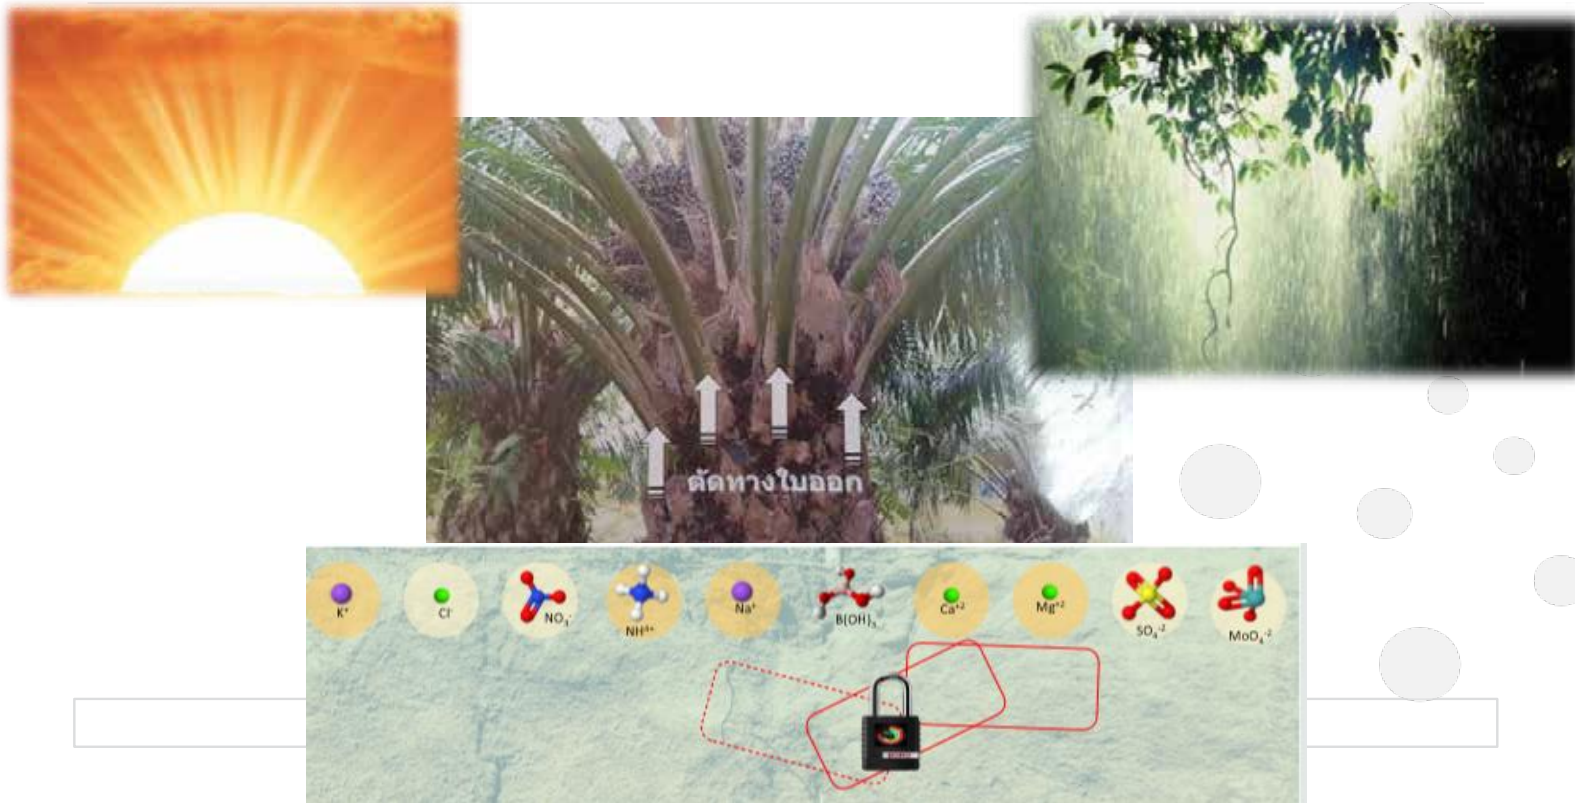 ตัดทางใบออก
K⁺
Cl⁻
NO₃⁻
NH⁴⁺
Na⁺
B(OH)₃
Ca⁺²
Mg⁺²
SO₄⁻²
MoO₄⁻²